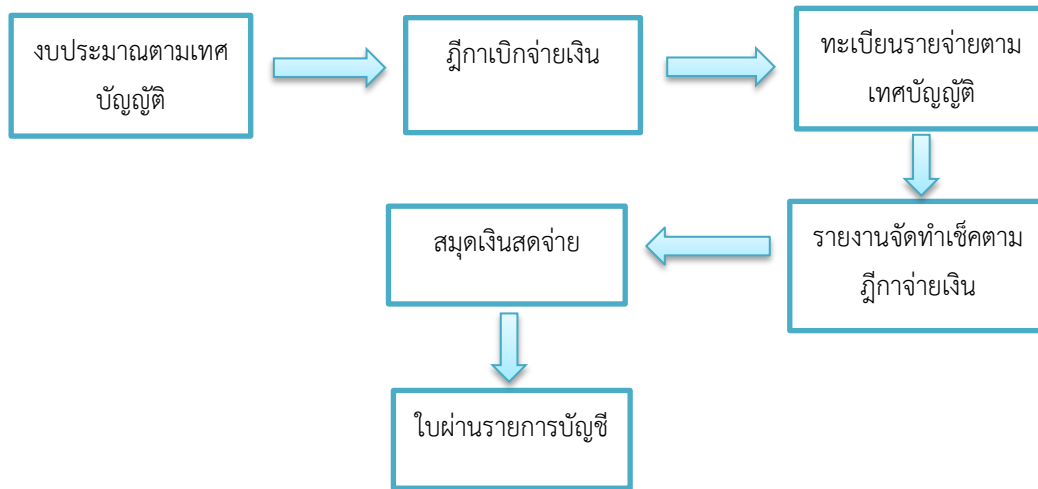 งบประมาณตามเทศ
บัญญัติ
ฎีกาเบิกจ่ายเงิน
ทะเบียนรายจ่ายตาม
เทศบัญญัติ
รายงานจัดทำเช็คตาม
ฎีกาจ่ายเงิน
สมุดเงินสดจ่าย
ใบผ่านรายการบัญชี